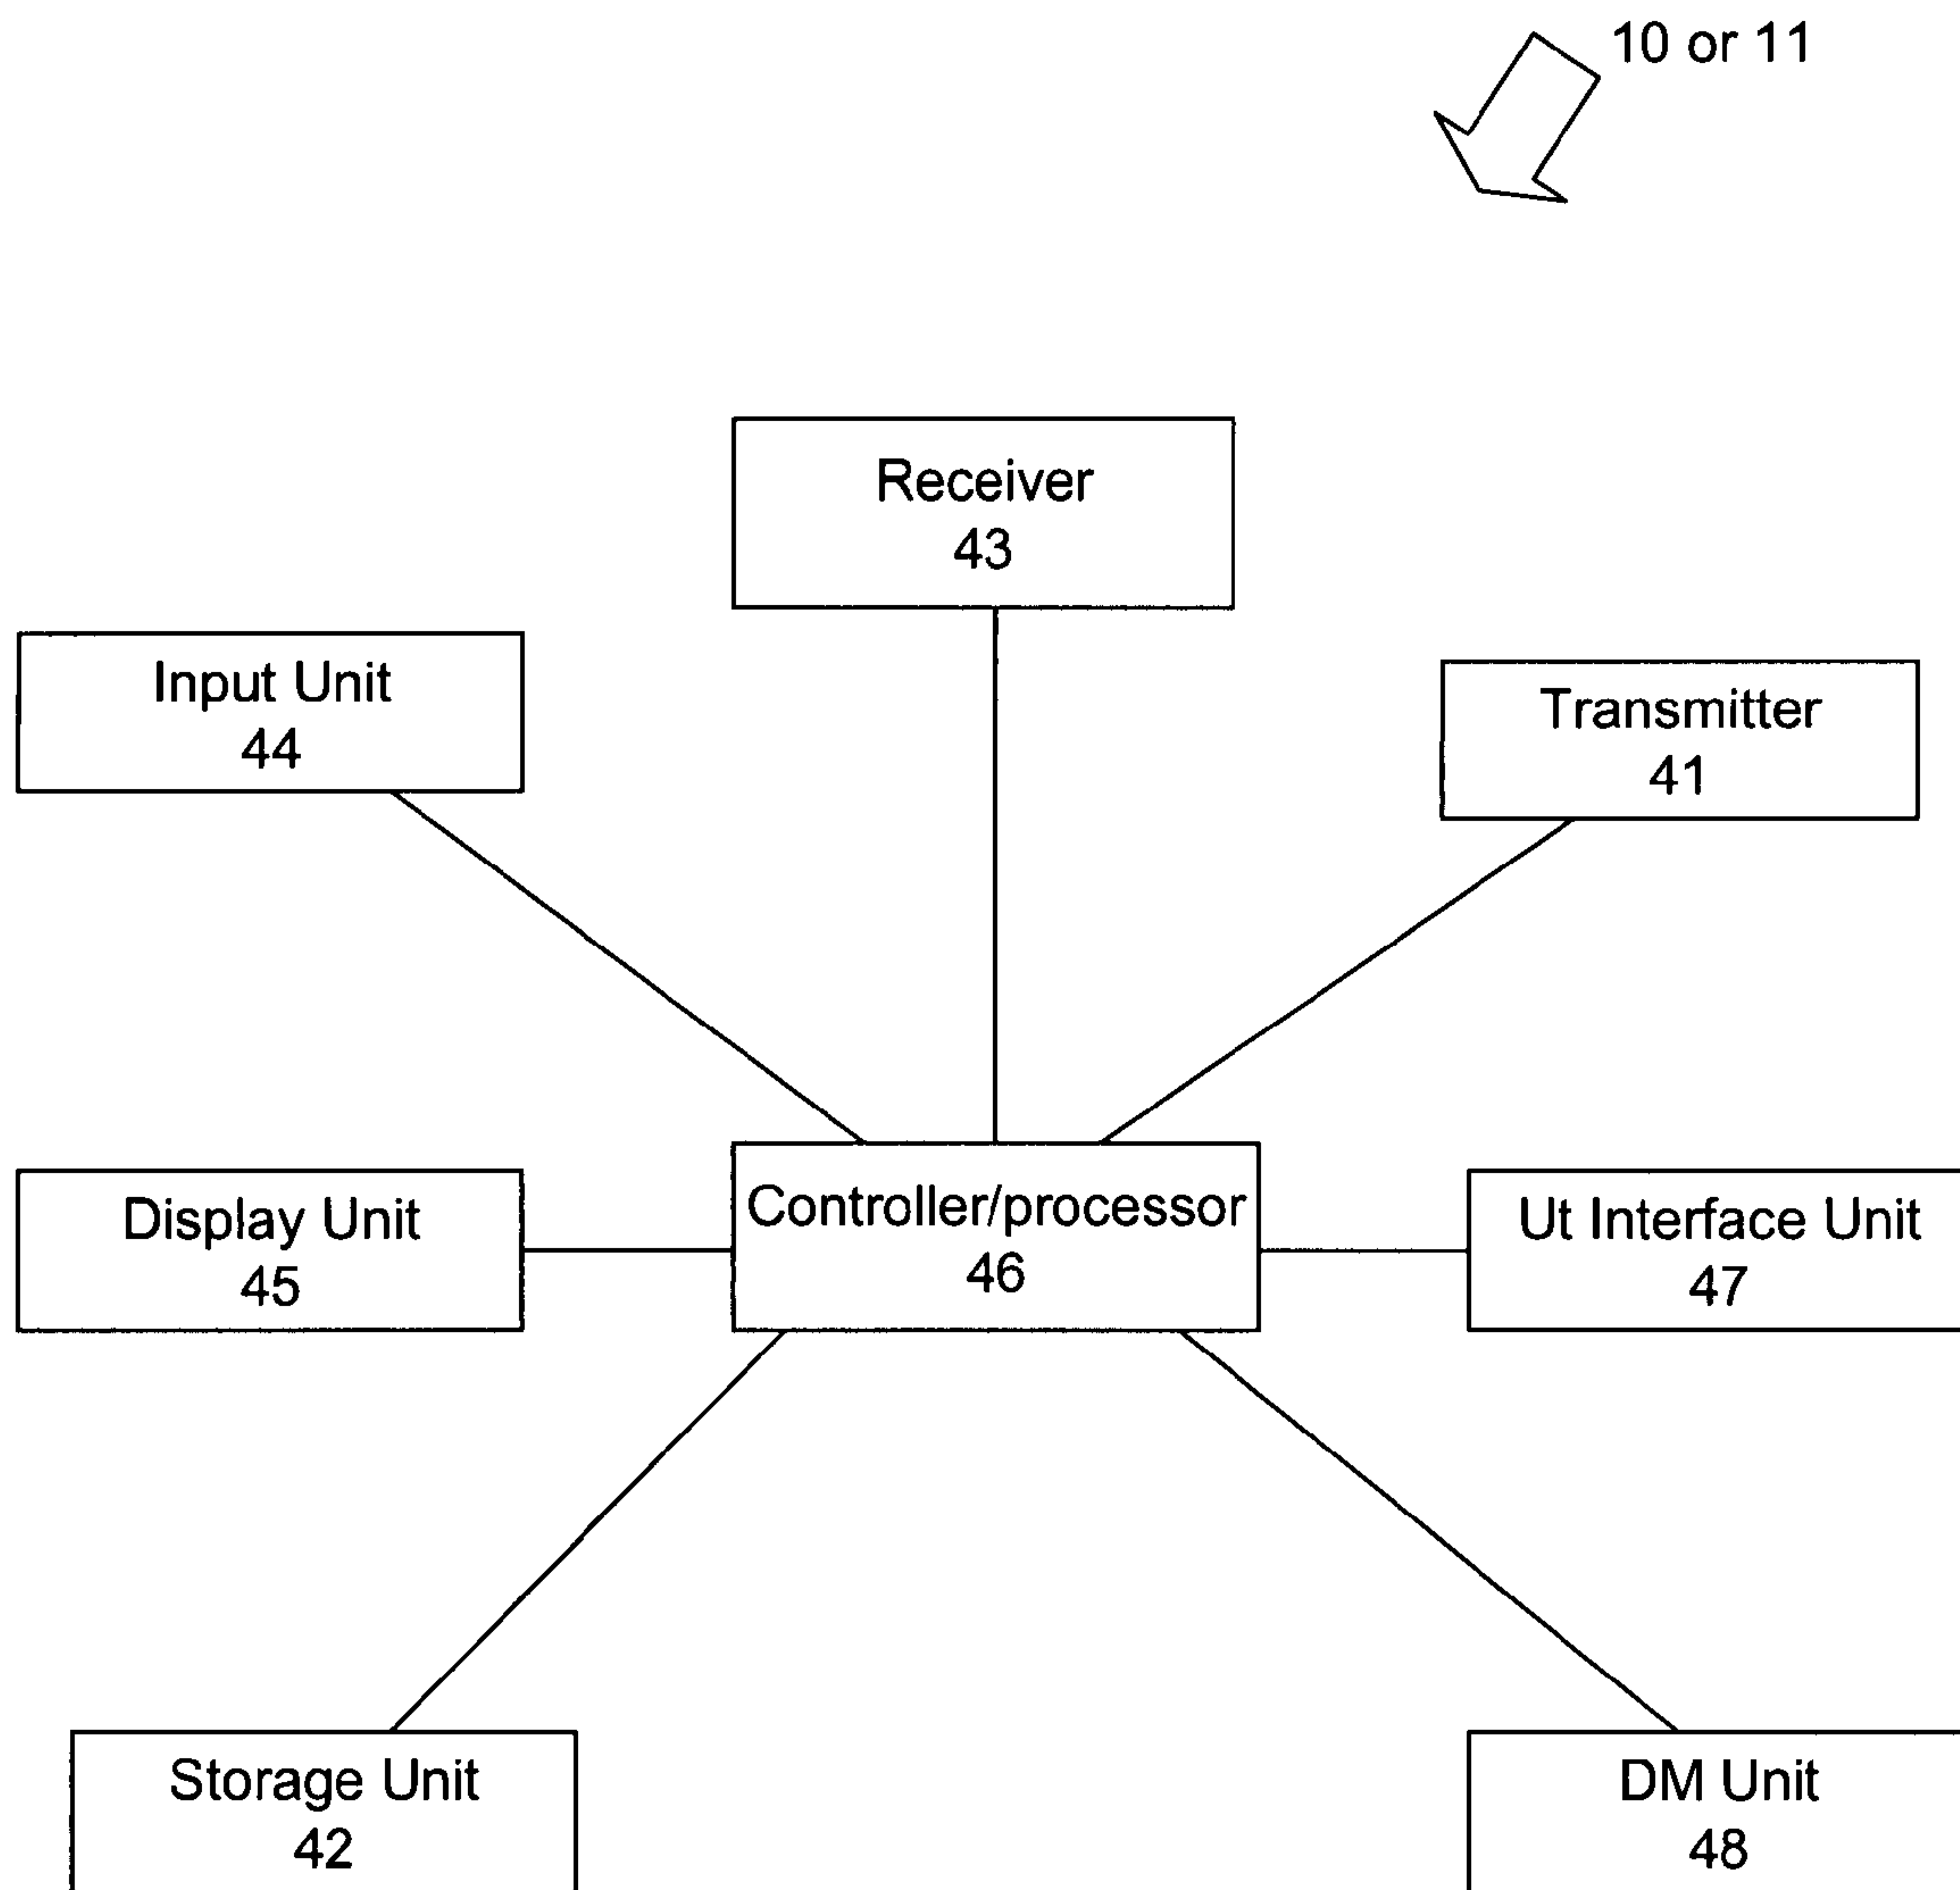 10 or 11
Receiver
43
Input Unit
44
Transmitter
41
Display Unit
45
Controller/processor
46
Ut Interface Unit
47
Storage Unit
42
DM Unit
48